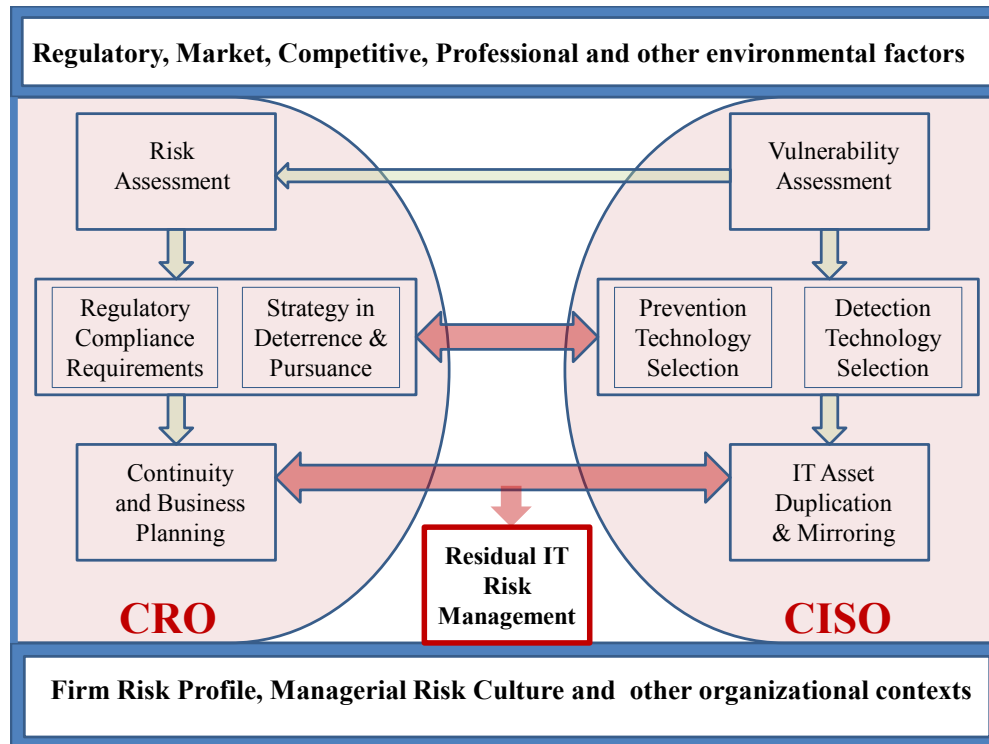 Regulatory, Market, Competitive, Professional and other environmental factors
Risk
Assessment
Vulnerability
Assessment
Regulatory
Compliance
Requirements
Strategy in
Deterrence &
Pursuance
Prevention
Technology
Selection
Detection
Technology
Selection
Continuity
and Business
Planning
IT Asset
Duplication
& Mirroring
Residual IT
Risk
Management
CRO
CISO
Firm Risk Profile, Managerial Risk Culture and other organizational contexts